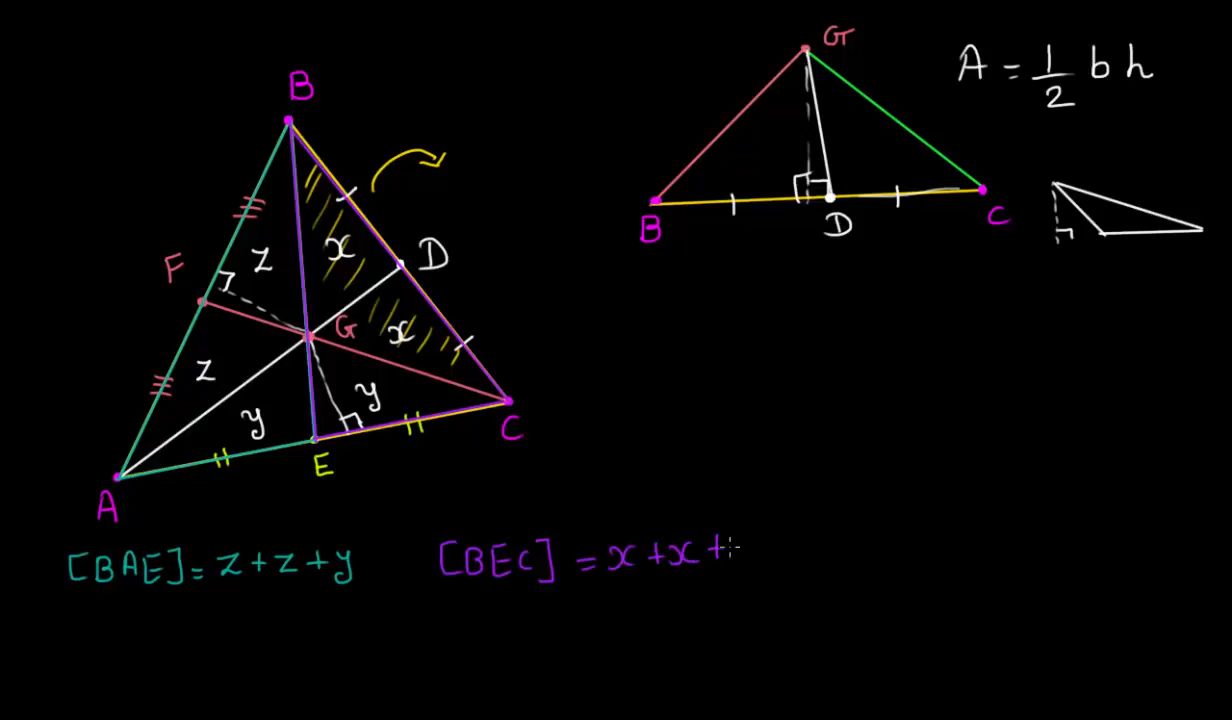 B
G
A = 1/2 b h
B
D
C
F
z
x
D
G
x
z
y
y
C
E
A
[BAE] = z + z + y
[BEC] = x + x +